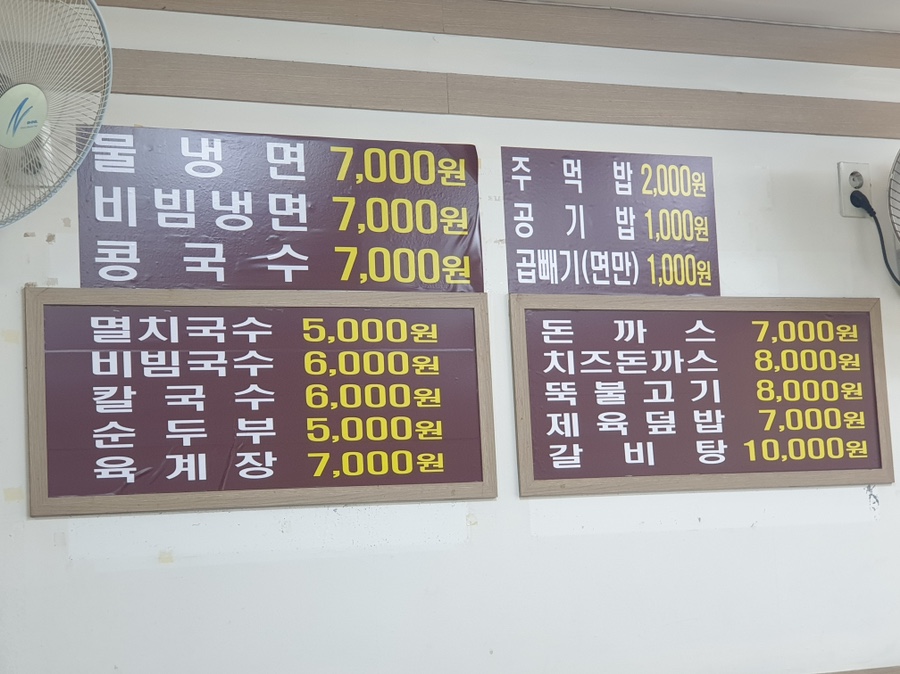 물냉면 7,000원
비빔냉면 7,000원
콩국수 7,000원
주먹밥 2,000원
공기밥 1,000원
곱빼기(면만) 1,000원
멸치국수 5,000원
비빔국수 6,000원
칼국수 6,000원
순두부 5,000원
육계장 7,000원
돈까스 7,000원
치즈돈까스 8,000원
뚝불고기 8,000원
제육덮밥 7,000원
갈비탕 10,000원